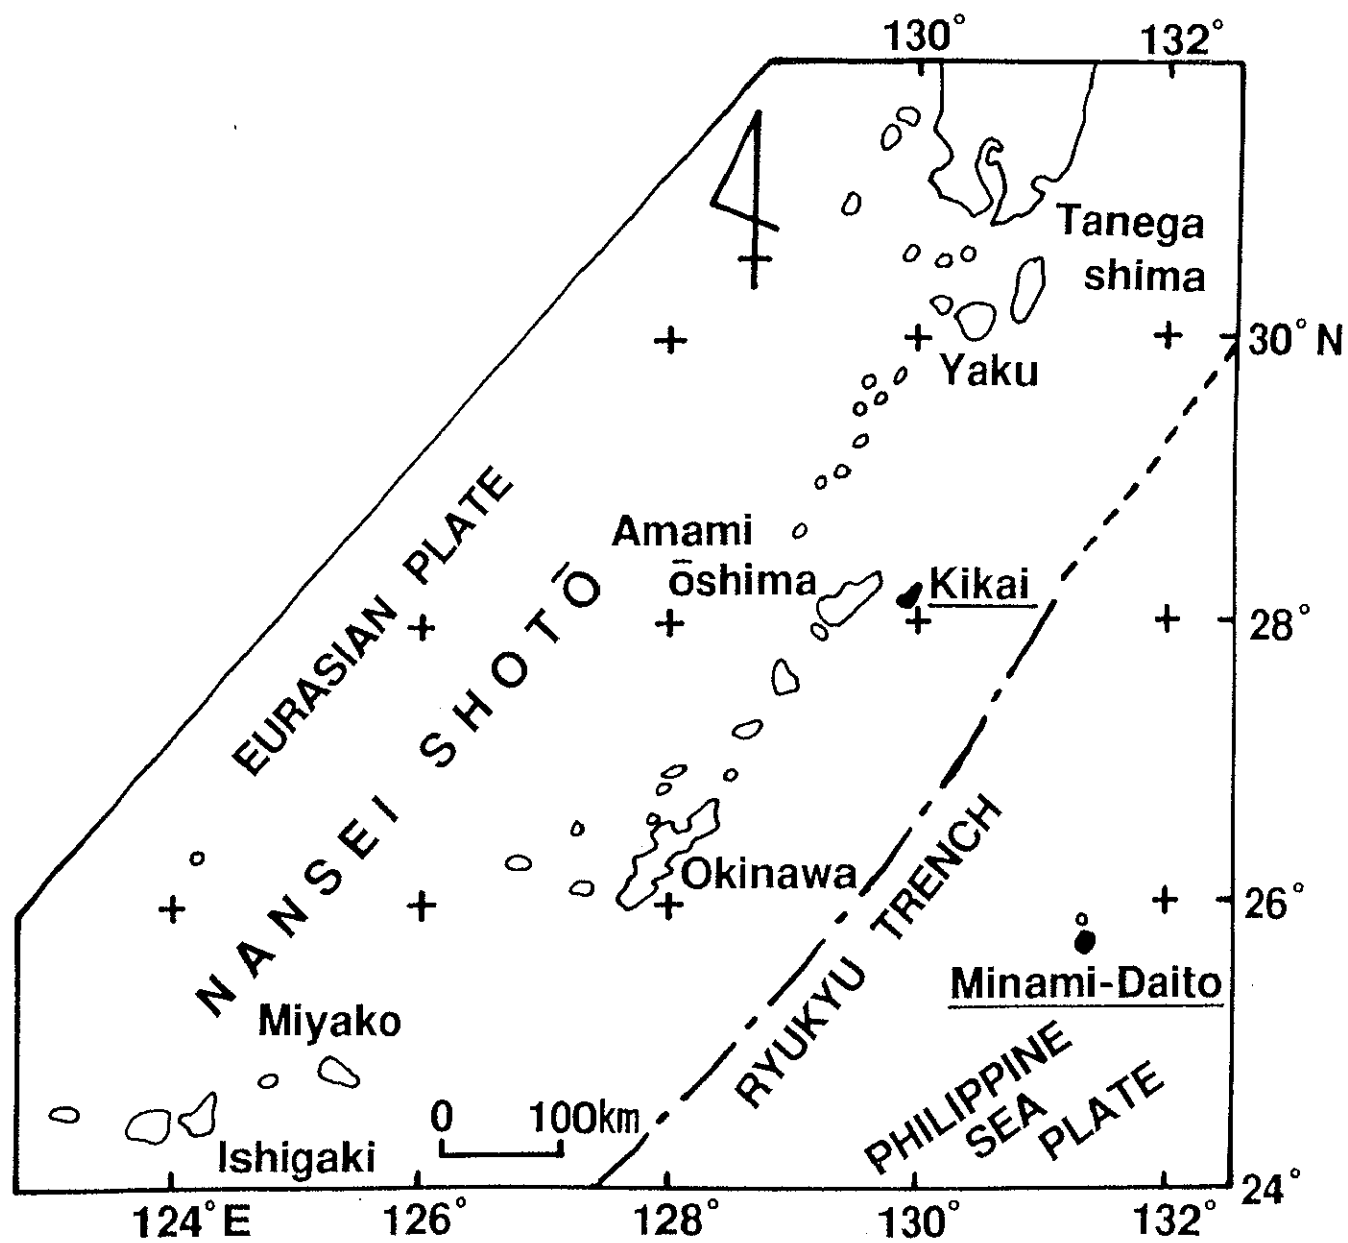 130° 132°
Tanega
shima
30° N
Yaku
EURASIAN PLATE
Amami
ōshima
Kikai
28°
NANSEI SHOTŌ
Okinawa
26°
RYUKYU TRENCH
Minami-Daito
Miyako
PHILIPPINE
SEA
PLATE
0 100km
Ishigaki
24°
124° E 126° 128° 130° 132°